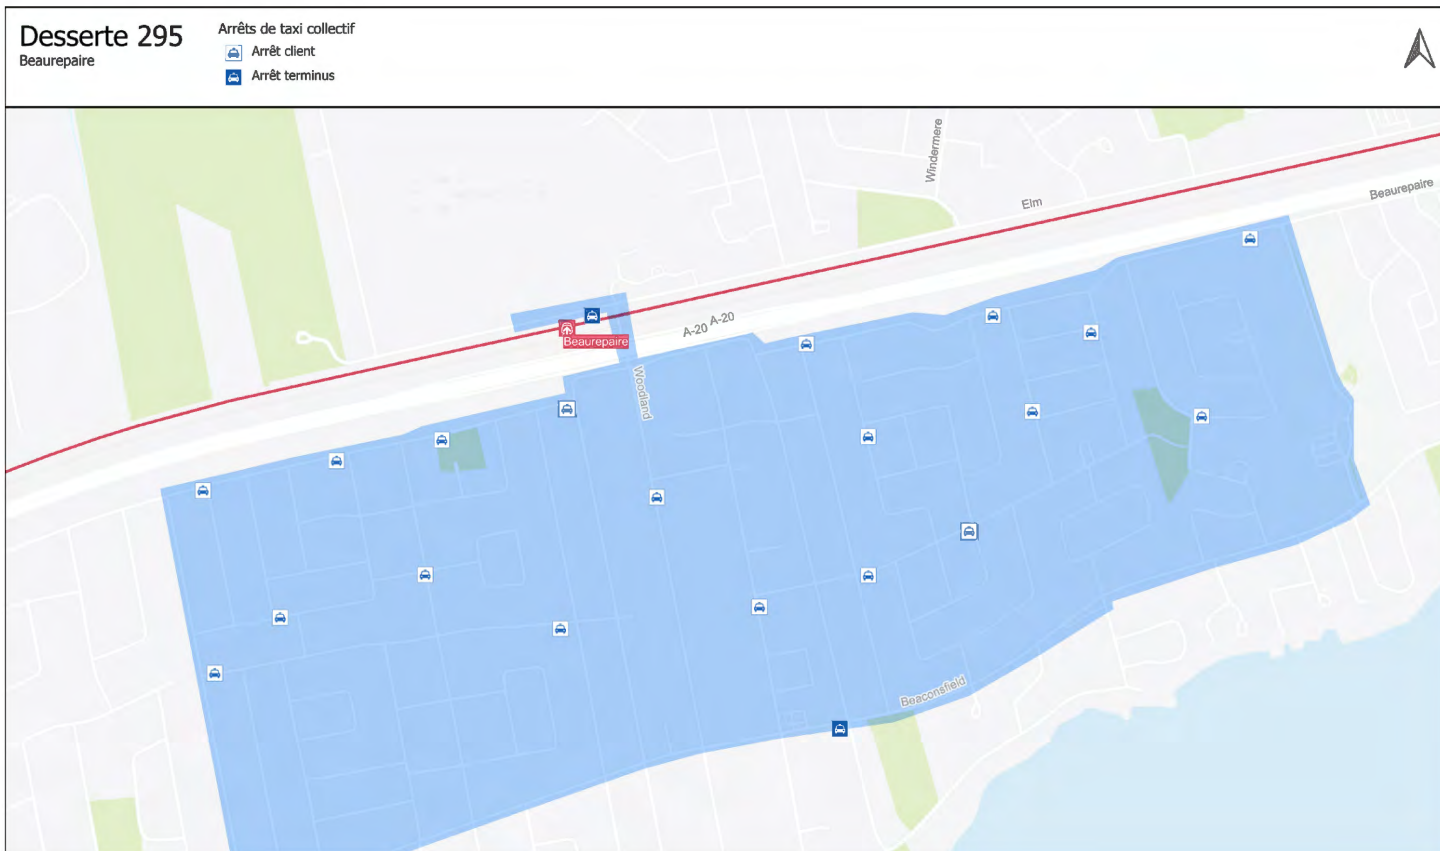 Desserte 295
Beaurepaire
Arrêts de taxi collectif
Arrêt client
Arrêt terminus
Windermere
Elm
Beaurepaire
A-20
A-20
Beaurepaire
Woodland
Beaconsfield